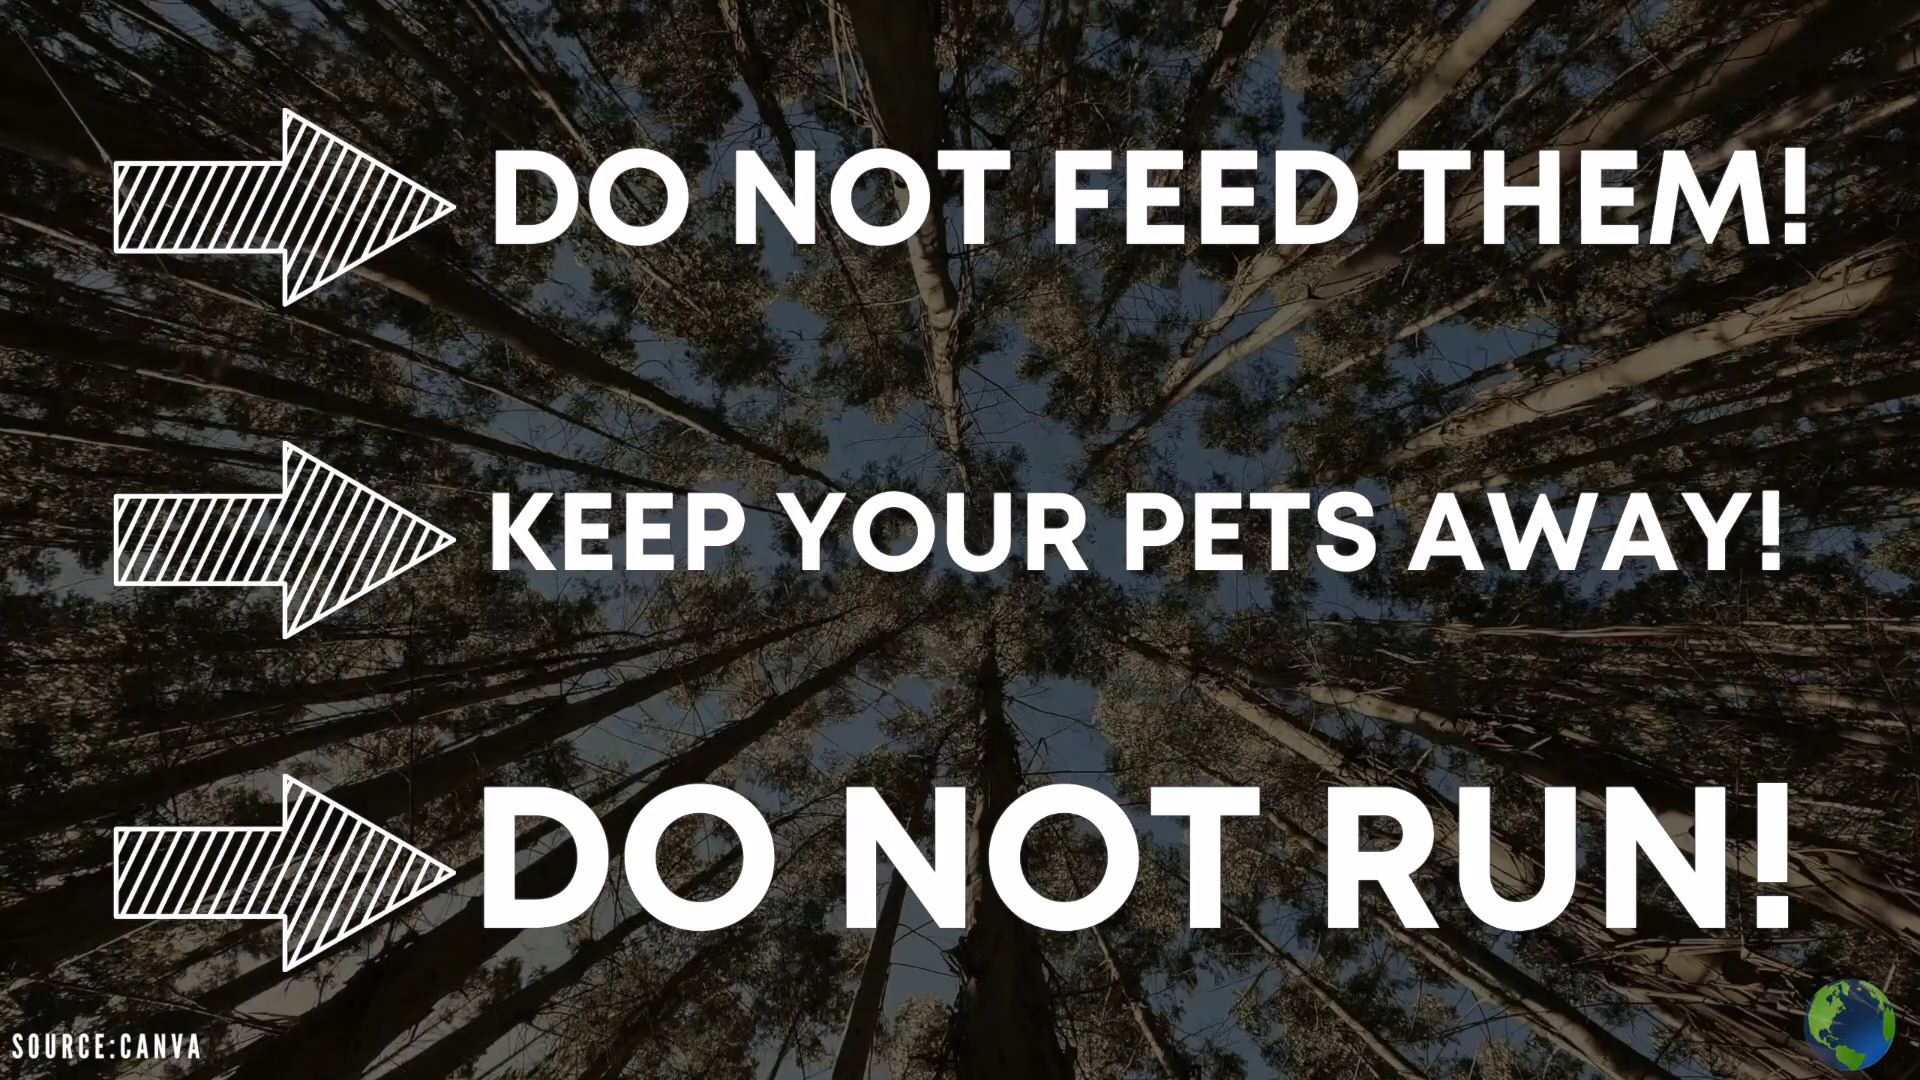 DO NOT FEED THEM!
KEEP YOUR PETS AWAY!
DO NOT RUN!
SOURCE:CANVA